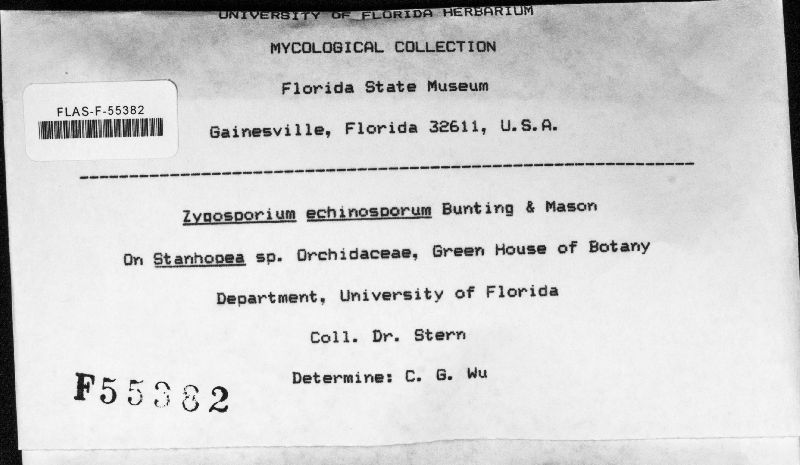 UNIVERSITY OF FLORIDA HERBARIUM
MYCOLOGICAL COLLECTION
Florida State Museum
FLAS-F-55382
Gainesville, Florida 32611, U.S.A.
Zygosporium echinosporum Bunting & Mason
On Stanhopea sp. Orchidaceae, Green House of Botany
Department, University of Florida
Coll. Dr. Stern
Determine: C. G. Wu
F55382